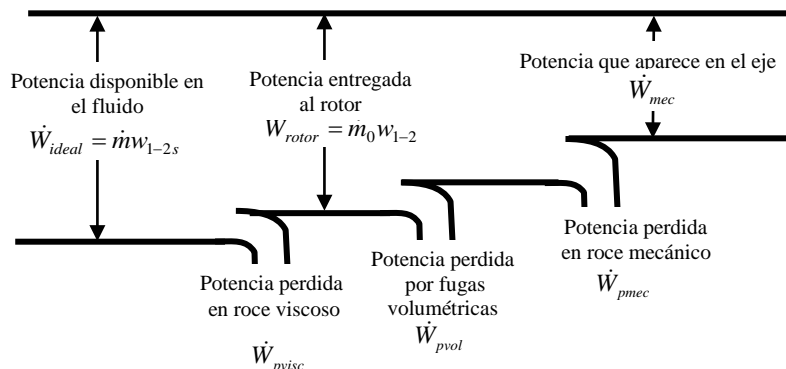 Potencia disponible en
el fluido
Ẇ_ideal = ṁw_1–2s
Potencia entregada
al rotor
W_rotor = ṁ_0 w_1–2
Potencia que aparece en el eje
Ẇ_mec
Potencia perdida
en roce viscoso
Ẇ_pvisc
Potencia perdida
por fugas
volumétricas
Ẇ_pvol
Potencia perdida
en roce mecánico
Ẇ_pmec